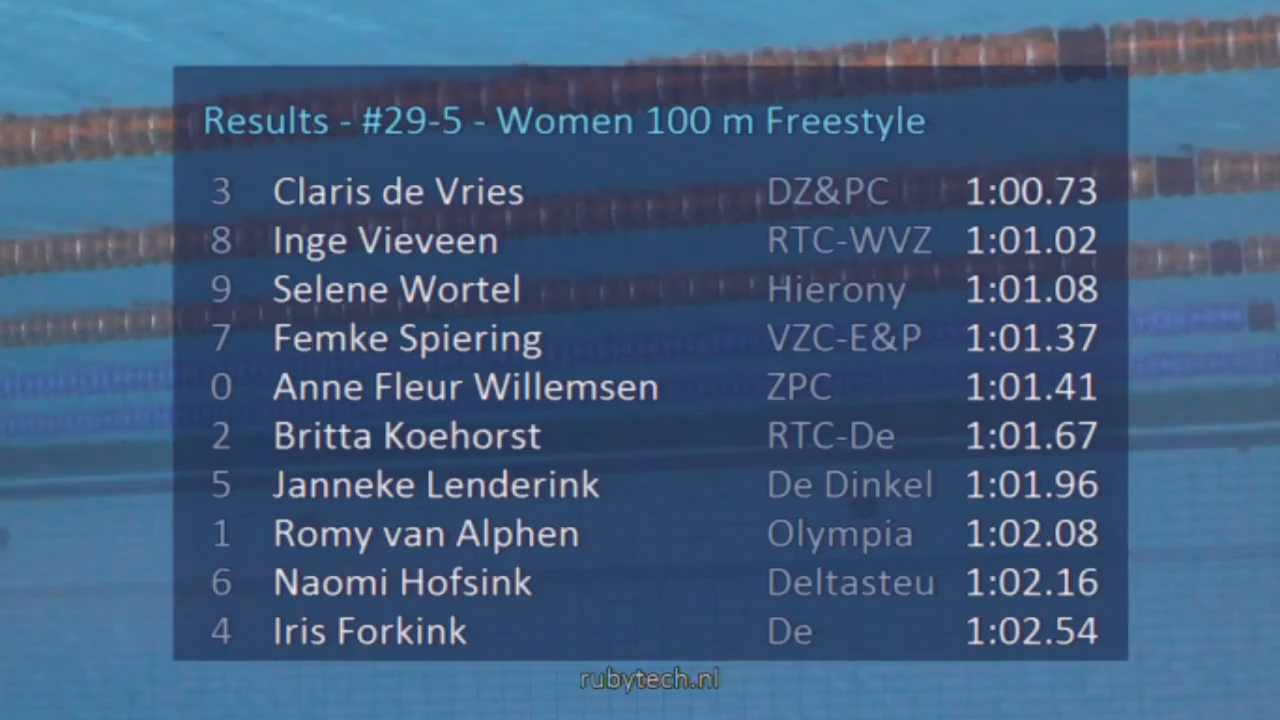 Results - #29-5 - Women 100 m Freestyle
3 Claris de Vries DZ&PC 1:00.73
8 Inge Vieveen RTC-WVZ 1:01.02
9 Selene Wortel Hierony 1:01.08
7 Femke Spiering VZC-E&P 1:01.37
0 Anne Fleur Willemsen ZPC 1:01.41
2 Britta Koehorst RTC-De 1:01.67
5 Janneke Lenderink De Dinkel 1:01.96
1 Romy van Alphen Olympia 1:02.08
6 Naomi Hofsink Deltasteu 1:02.16
4 Iris Forkink De 1:02.54
rubytech.nl